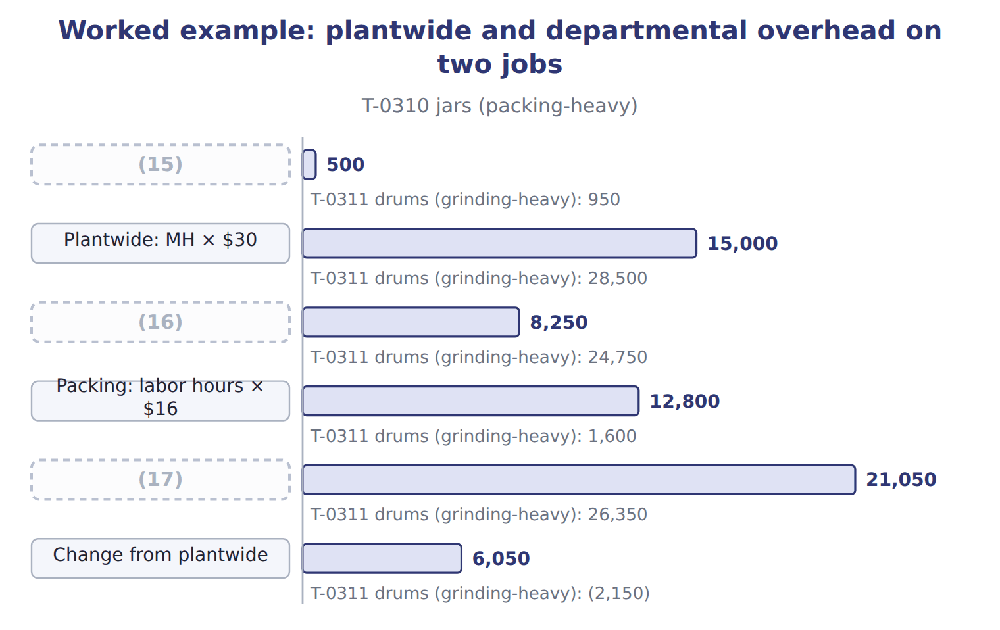 Worked example: plantwide and departmental overhead on
two jobs
T-0310 jars (packing-heavy)
(15)
500
T-0311 drums (grinding-heavy): 950
Plantwide: MH × $30
15,000
T-0311 drums (grinding-heavy): 28,500
(16)
8,250
T-0311 drums (grinding-heavy): 24,750
Packing: labor hours ×
$16
12,800
T-0311 drums (grinding-heavy): 1,600
(17)
21,050
T-0311 drums (grinding-heavy): 26,350
Change from plantwide
6,050
T-0311 drums (grinding-heavy): (2,150)